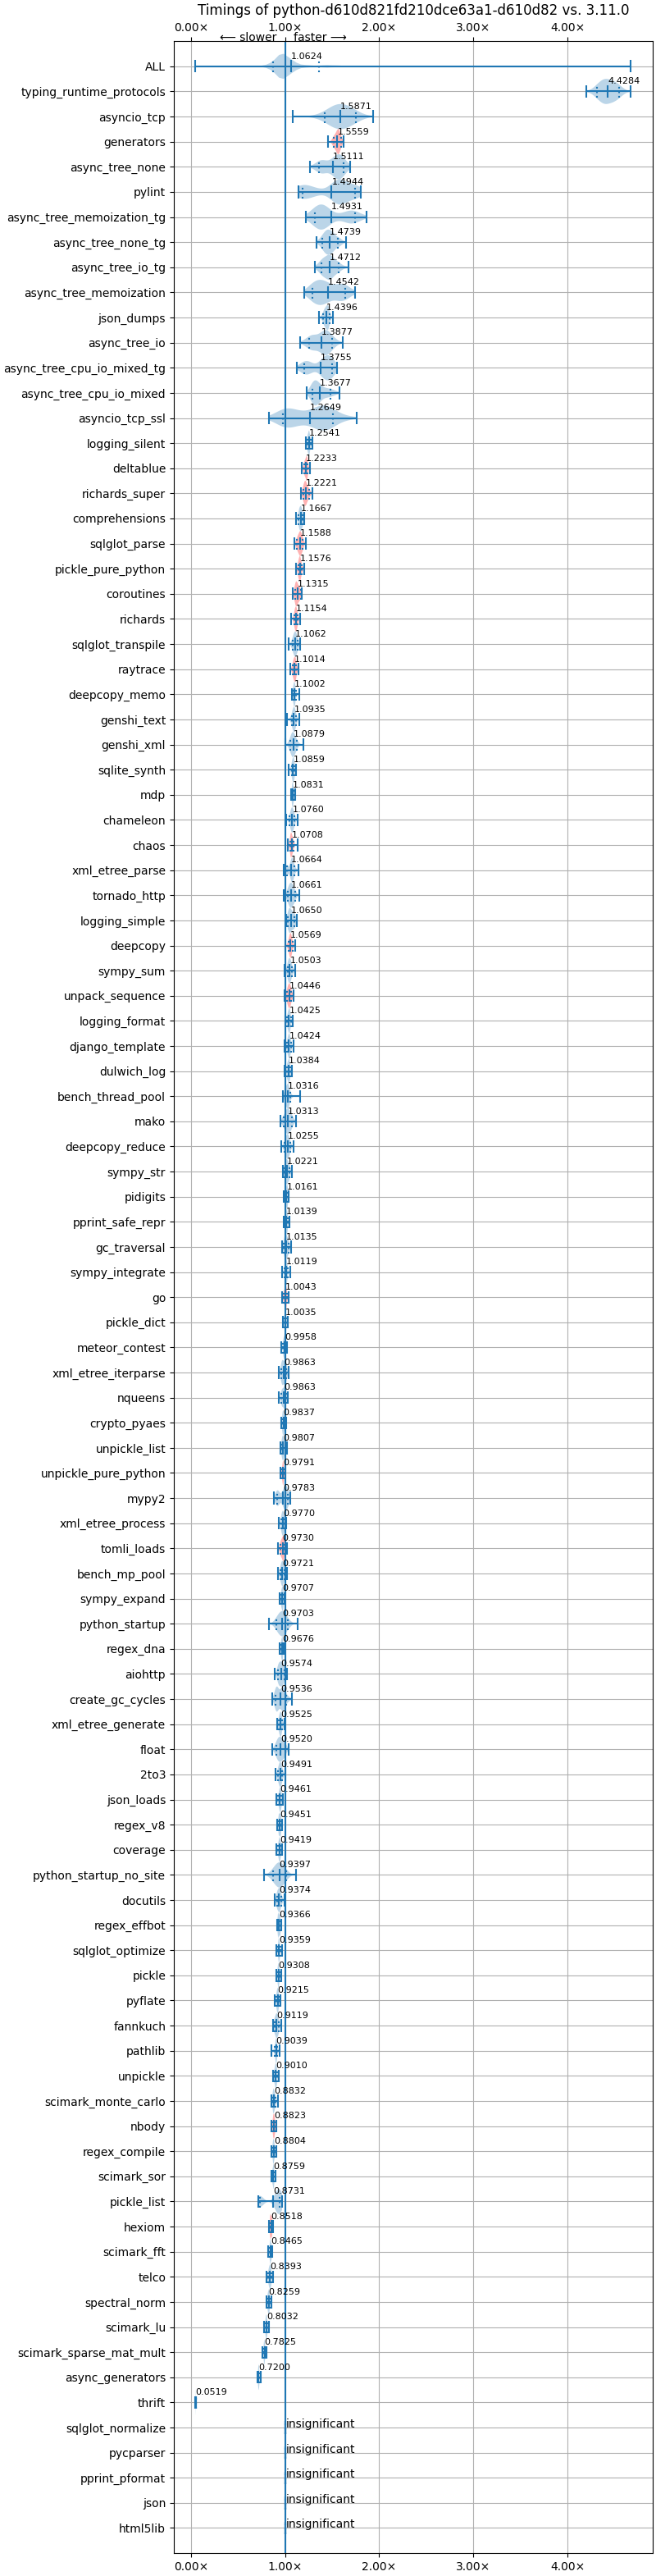 Timings of python-d610d821fd210dce63a1-d610d82 vs. 3.11.0
0.00× 1.00× 2.00× 3.00× 4.00×
⟵ slower faster ⟶
ALL 1.0624
typing_runtime_protocols 4.4284
asyncio_tcp 1.5871
generators 1.5559
async_tree_none 1.5111
pylint 1.4944
async_tree_memoization_tg 1.4931
async_tree_none_tg 1.4739
async_tree_io_tg 1.4712
async_tree_memoization 1.4542
json_dumps 1.4396
async_tree_io 1.3877
async_tree_cpu_io_mixed_tg 1.3755
async_tree_cpu_io_mixed 1.3677
asyncio_tcp_ssl 1.2649
logging_silent 1.2541
deltablue 1.2233
richards_super 1.2221
comprehensions 1.1667
sqlglot_parse 1.1588
pickle_pure_python 1.1576
coroutines 1.1315
richards 1.1154
sqlglot_transpile 1.1062
raytrace 1.1014
deepcopy_memo 1.1002
genshi_text 1.0935
genshi_xml 1.0879
sqlite_synth 1.0859
mdp 1.0831
chameleon 1.0760
chaos 1.0708
xml_etree_parse 1.0664
tornado_http 1.0661
logging_simple 1.0650
deepcopy 1.0569
sympy_sum 1.0503
unpack_sequence 1.0446
logging_format 1.0425
django_template 1.0424
dulwich_log 1.0384
bench_thread_pool 1.0316
mako 1.0313
deepcopy_reduce 1.0255
sympy_str 1.0221
pidigits 1.0161
pprint_safe_repr 1.0139
gc_traversal 1.0135
sympy_integrate 1.0119
go 1.0043
pickle_dict 1.0035
meteor_contest 0.9958
xml_etree_iterparse 0.9863
nqueens 0.9863
crypto_pyaes 0.9837
unpickle_list 0.9807
unpickle_pure_python 0.9791
mypy2 0.9783
xml_etree_process 0.9770
tomli_loads 0.9730
bench_mp_pool 0.9721
sympy_expand 0.9707
python_startup 0.9703
regex_dna 0.9676
aiohttp 0.9574
create_gc_cycles 0.9536
xml_etree_generate 0.9525
float 0.9520
2to3 0.9491
json_loads 0.9461
regex_v8 0.9451
coverage 0.9419
python_startup_no_site 0.9397
docutils 0.9374
regex_effbot 0.9366
sqlglot_optimize 0.9359
pickle 0.9308
pyflate 0.9215
fannkuch 0.9119
pathlib 0.9039
unpickle 0.9010
scimark_monte_carlo 0.8832
nbody 0.8823
regex_compile 0.8804
scimark_sor 0.8759
pickle_list 0.8731
hexiom 0.8518
scimark_fft 0.8465
telco 0.8393
spectral_norm 0.8259
scimark_lu 0.8032
scimark_sparse_mat_mult 0.7825
async_generators 0.7200
thrift 0.0519
sqlglot_normalize insignificant
pycparser insignificant
pprint_pformat insignificant
json insignificant
html5lib insignificant
0.00× 1.00× 2.00× 3.00× 4.00×